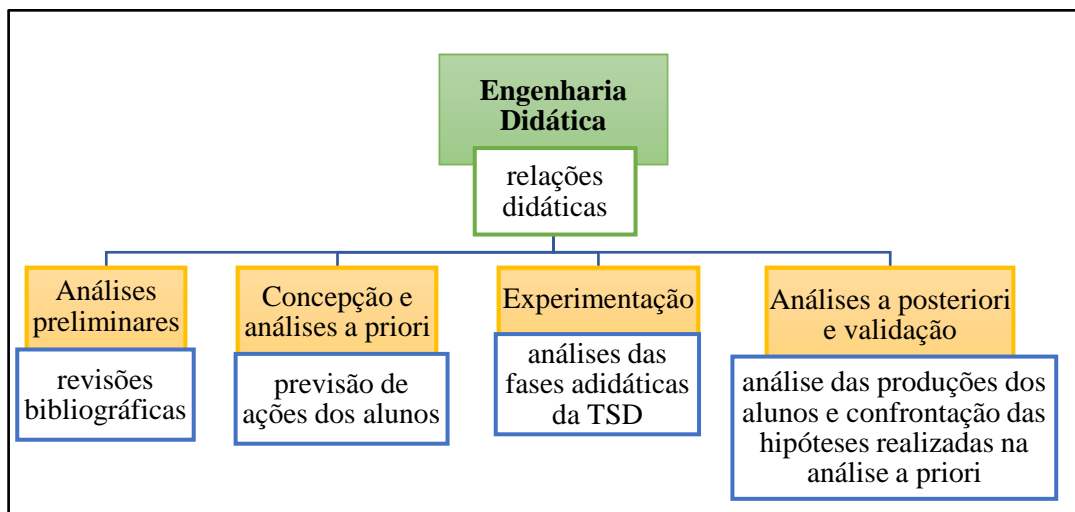 Engenharia
Didática
relações
didáticas
Análises
preliminares
revisões
bibliográficas
Concepção e
análises a priori
previsão de
ações dos alunos
Experimentação
análises das
fases adidáticas
da TSD
Análises a posteriori
e validação
análise das produções dos
alunos e confrontação das
hipóteses realizadas na
análise a priori